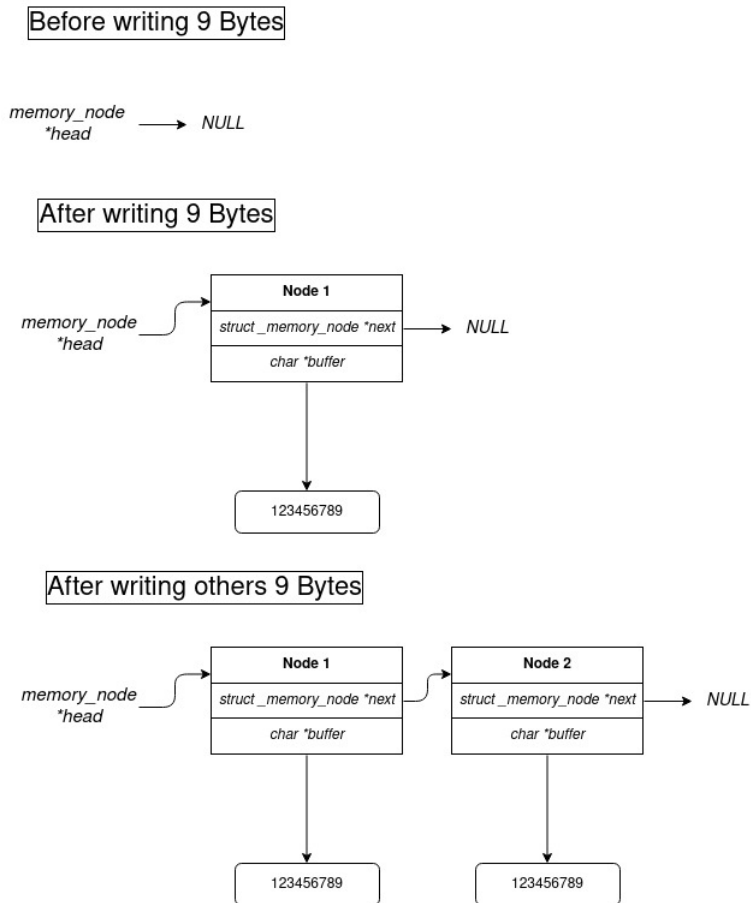 Before writing 9 Bytes
memory_node
*head
NULL
After writing 9 Bytes
Node 1
memory_node
*head
struct _memory_node *next
NULL
char *buffer
123456789
After writing others 9 Bytes
Node 1
Node 2
memory_node
*head
struct _memory_node *next
struct _memory_node *next
NULL
char *buffer
char *buffer
123456789
123456789